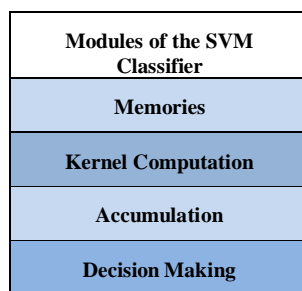 Modules of the SVM
Classifier
Memories
Kernel Computation
Accumulation
Decision Making